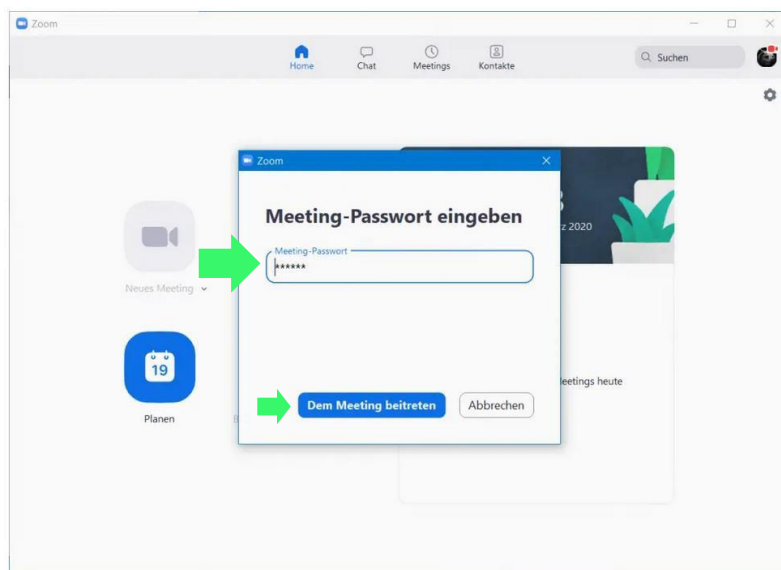 Zoom
Home
Chat
Meetings
Kontakte
Suchen
Zoom
Meeting-Passwort eingeben
z 2020
Meeting-Passwort
******
Neues Meeting
19
eetings heute
Dem Meeting beitreten
Abbrechen
Planen